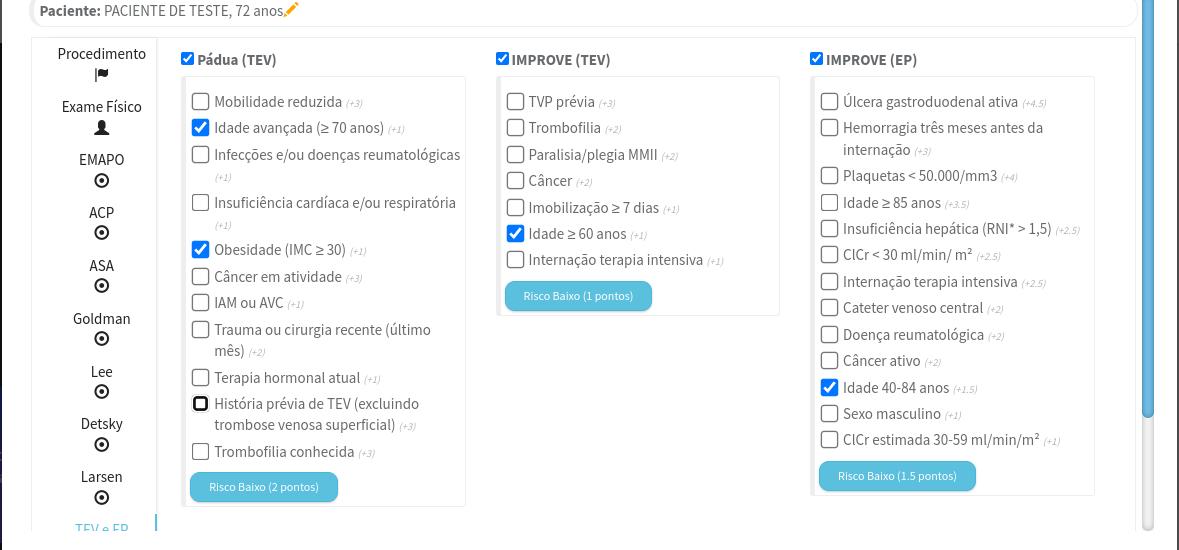 Paciente: PACIENTE DE TESTE, 72 anos
Procedimento
Exame Físico
EMAPO
ACP
ASA
Goldman
Lee
Detsky
Larsen
TEV e EP
Pádua (TEV)
Mobilidade reduzida (+3)
Idade avançada (≥ 70 anos) (+1)
Infecções e/ou doenças reumatológicas
(+1)
Insuficiência cardíaca e/ou respiratória
(+1)
Obesidade (IMC ≥ 30) (+1)
Câncer em atividade (+3)
IAM ou AVC (+1)
Trauma ou cirurgia recente (último
mês) (+2)
Terapia hormonal atual (+1)
História prévia de TEV (excluindo
trombose venosa superficial) (+3)
Trombofilia conhecida (+3)
Risco Baixo (2 pontos)
IMPROVE (TEV)
TVP prévia (+3)
Trombofilia (+2)
Paralisia/plegia MMII (+2)
Câncer (+2)
Imobilização ≥ 7 dias (+1)
Idade ≥ 60 anos (+1)
Internação terapia intensiva (+1)
Risco Baixo (1 pontos)
IMPROVE (EP)
Úlcera gastroduodenal ativa (+4.5)
Hemorragia três meses antes da
internação (+3)
Plaquetas < 50.000/mm3 (+4)
Idade ≥ 85 anos (+3.5)
Insuficiência hepática (RNI* > 1,5) (+2.5)
ClCr < 30 ml/min/ m² (+2.5)
Internação terapia intensiva (+2.5)
Cateter venoso central (+2)
Doença reumatológica (+2)
Câncer ativo (+2)
Idade 40-84 anos (+1.5)
Sexo masculino (+1)
ClCr estimada 30-59 ml/min/m² (+1)
Risco Baixo (1.5 pontos)